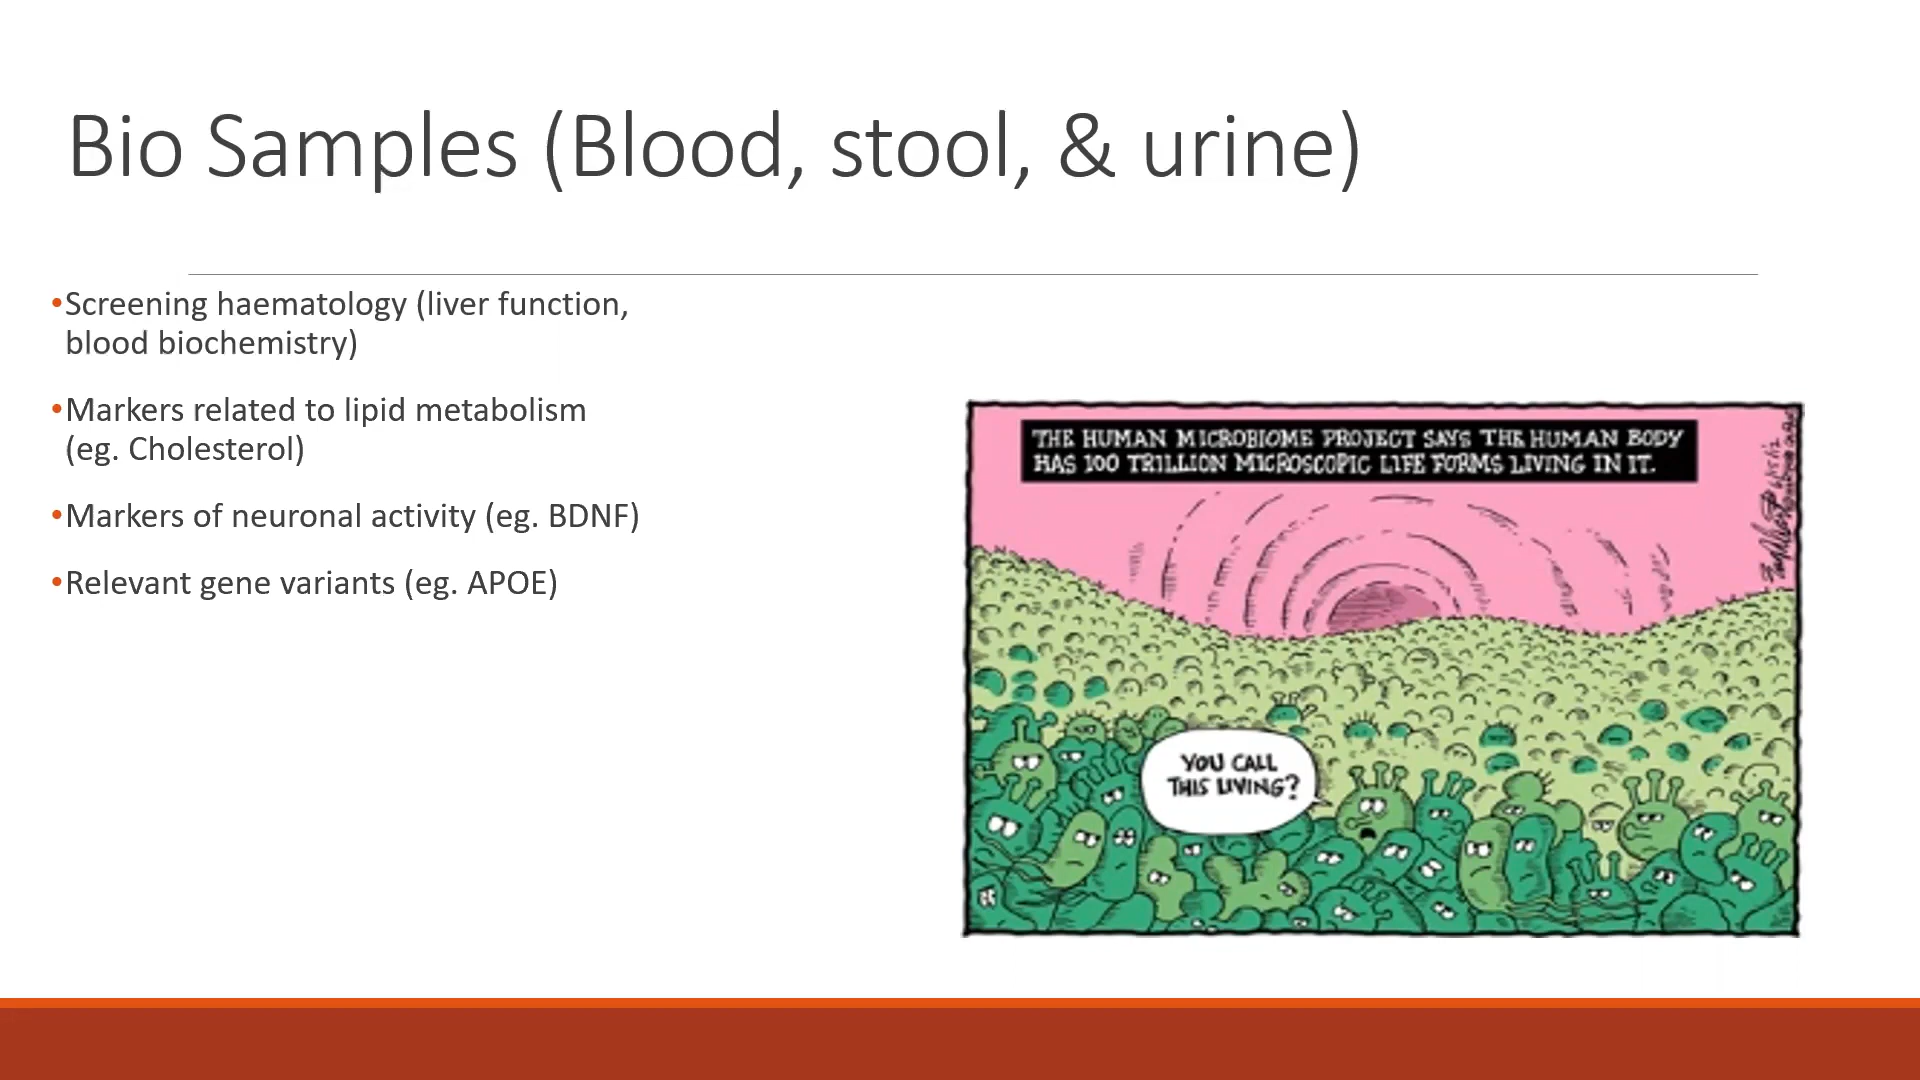 Bio Samples (Blood, stool, & urine)
•Screening haematology (liver function,
blood biochemistry)
•Markers related to lipid metabolism
(eg. Cholesterol)
•Markers of neuronal activity (eg. BDNF)
•Relevant gene variants (eg. APOE)
THE HUMAN MICROBIOME PROJECT SAYS THE HUMAN BODY
HAS 100 TRILLION MICROSCOPIC LIFE FORMS LIVING IN IT.
YOU CALL
THIS LIVING?